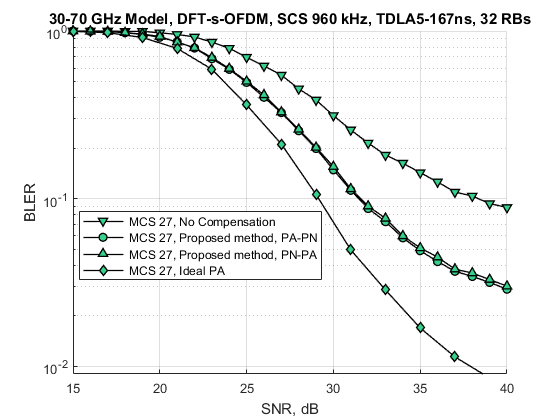 30-70 GHz Model, DFT-s-OFDM, SCS 960 kHz, TDLA5-167ns, 32 RBs
10^0
10^-1
10^-2
BLER
MCS 27, No Compensation
MCS 27, Proposed method, PA-PN
MCS 27, Proposed method, PN-PA
MCS 27, Ideal PA
15 20 25 30 35 40
SNR, dB